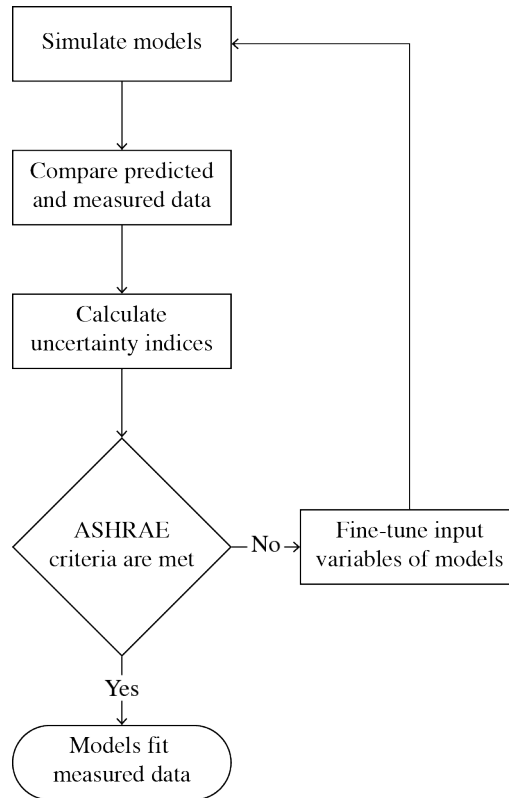 Simulate models
Compare predicted
and measured data
Calculate
uncertainty indices
ASHRAE
criteria are met
No
Fine-tune input
variables of models
Yes
Models fit
measured data